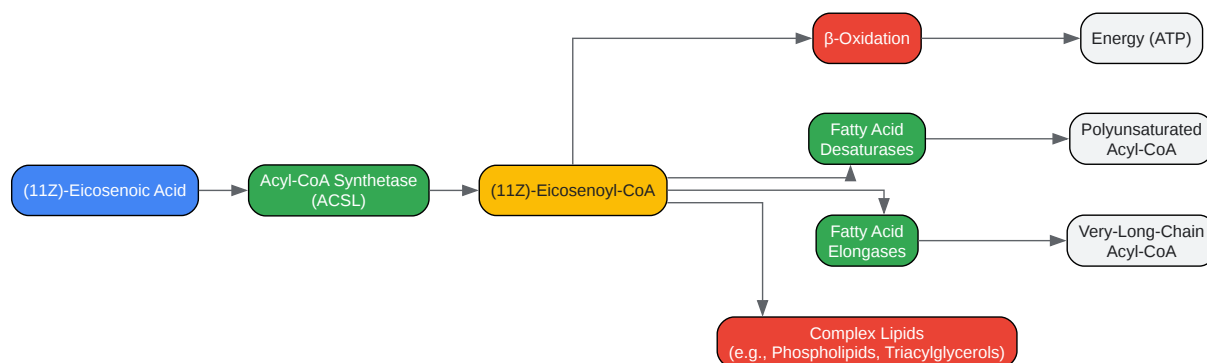 β-Oxidation
Energy (ATP)
Fatty Acid
Desaturases
Polyunsaturated
Acyl-CoA
(11Z)-Eicosenoic Acid
Acyl-CoA Synthetase
(ACSL)
(11Z)-Eicosenoyl-CoA
Fatty Acid
Elongases
Very-Long-Chain
Acyl-CoA
Complex Lipids
(e.g., Phospholipids, Triacylglycerols)